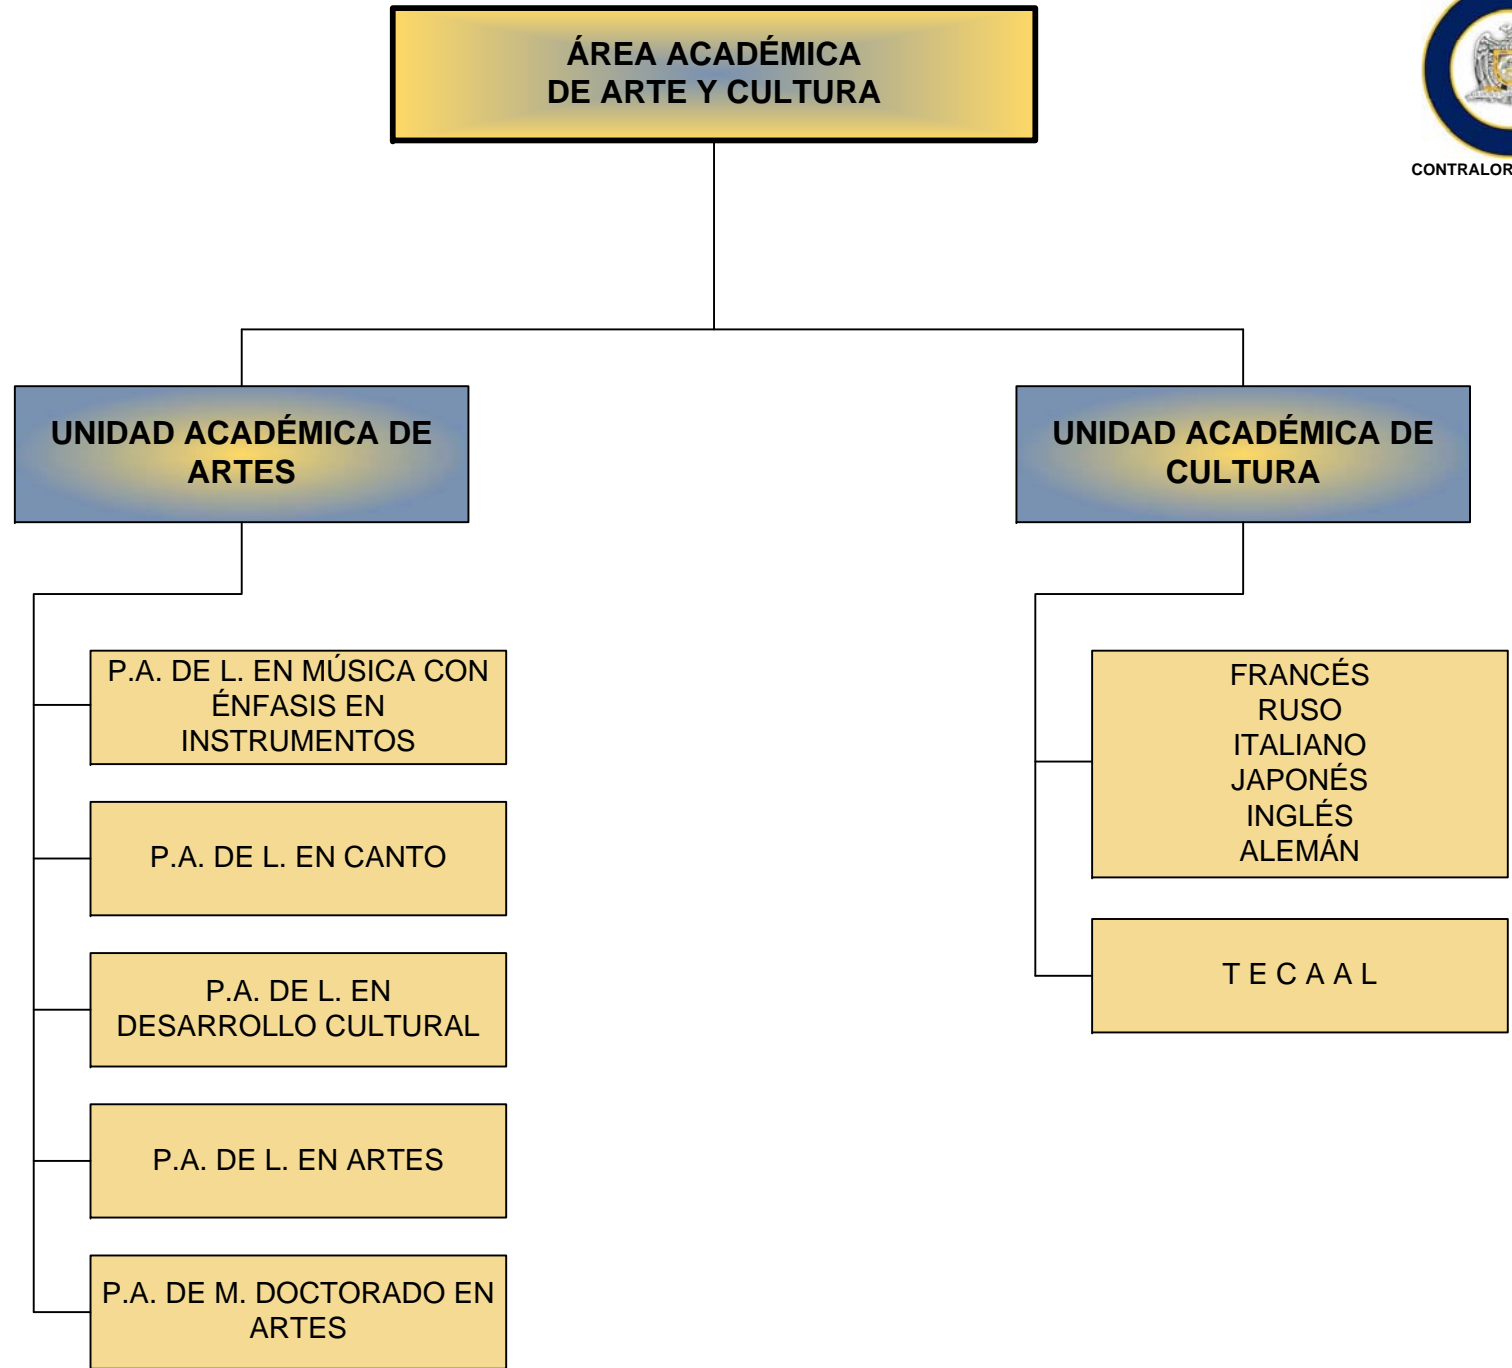 ÁREA ACADÉMICA
DE ARTE Y CULTURA
UNIDAD ACADÉMICA DE
ARTES
P.A. DE L. EN MÚSICA CON
ÉNFASIS EN
INSTRUMENTOS
P.A. DE L. EN CANTO
P.A. DE L. EN
DESARROLLO CULTURAL
P.A. DE L. EN ARTES
P.A. DE M. DOCTORADO EN
ARTES
UNIDAD ACADÉMICA DE
CULTURA
FRANCÉS
RUSO
ITALIANO
JAPONÉS
INGLÉS
ALEMÁN
T E C A A L